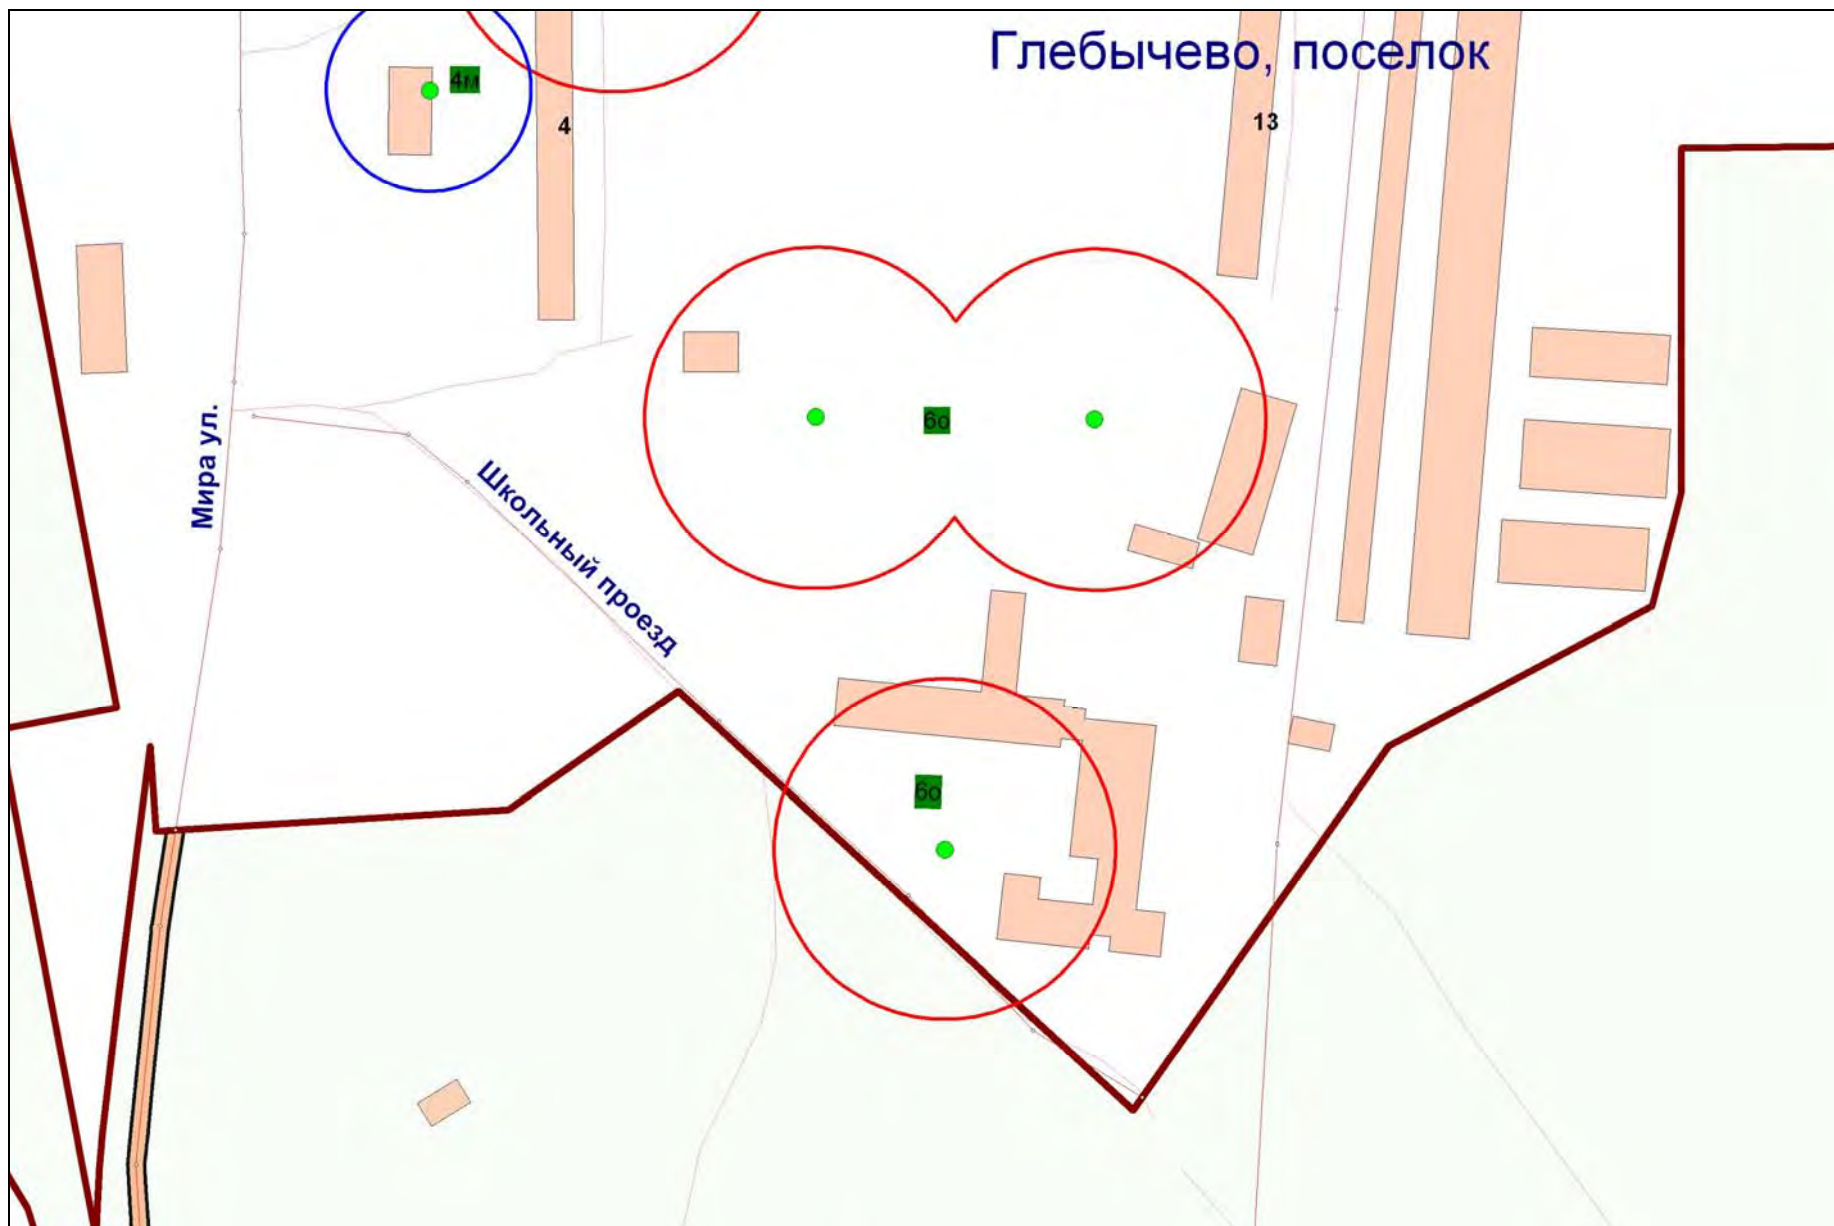 Глебычево, поселок
4м
4
13
Мира ул.
6о
Школьный проезд
6о